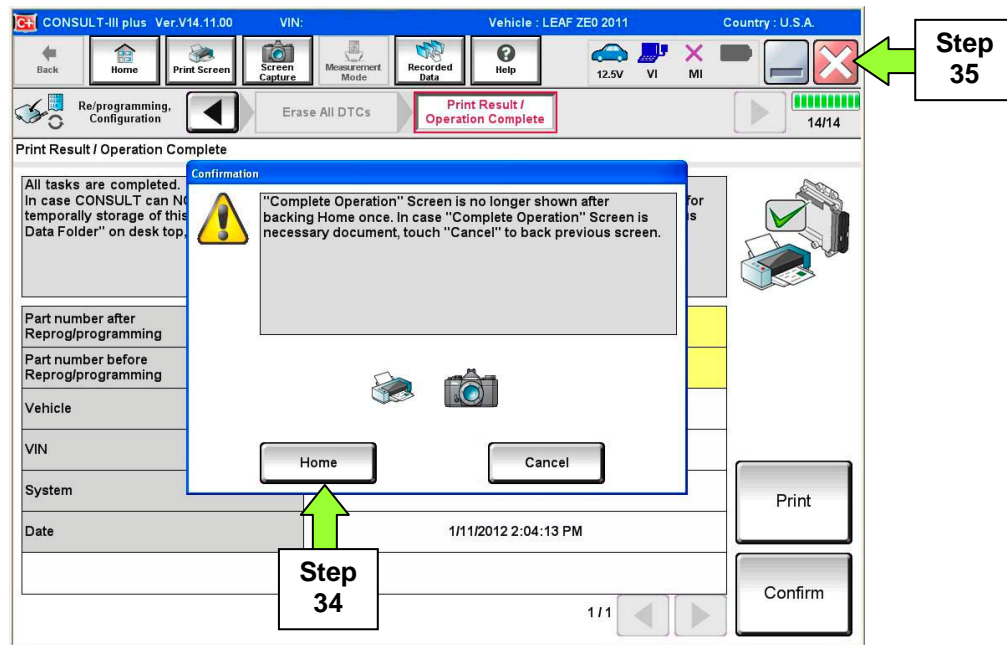 CONSULT-III plus Ver.V14.11.00 VIN: Vehicle : LEAF ZE0 2011 Country : U.S.A.
Back
Home
Print Screen
Screen
Capture
Measurement
Mode
Recorded
Data
Help
12.5V
VI
MI
Step
35
Re/programming,
Configuration
Erase All DTCs
Print Result /
Operation Complete
14/14
Print Result / Operation Complete
All tasks are completed.
In case CONSULT can
temporally storage of this
Data Folder" on desk top,
for
Confirmation
"Complete Operation" Screen is no longer shown after
backing Home once. In case "Complete Operation" Screen is
necessary document, touch "Cancel" to back previous screen.
Home
Cancel
Part number after
Reprog/programming
Part number before
Reprog/programming
Vehicle
VIN
System
Date
1/11/2012 2:04:13 PM
Print
Confirm
Step
34
1/1